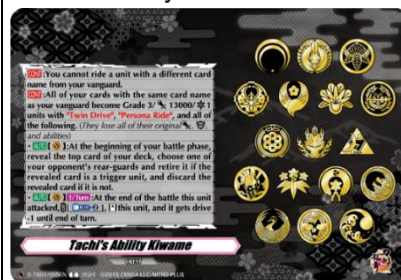 CONT:You cannot ride a unit with a different card
name from your vanguard.
CONT:All of your cards with the same card name
as your vanguard become Grade 3/ 13000/ 1
units with "Twin Drive", "Persona Ride", and all of
the following. (They lose all of their original
and abilities)
・AUTO【 】:At the beginning of your battle phase,
reveal the top card of your deck, choose one of
your opponent's rear-guards and retire it if the
revealed card is a trigger unit, and discard the
revealed card if it is not.
・AUTO【 】1/Turn:At the end of the battle this unit
attacked, this unit, and it gets drive
-1 until end of turn.
Tachi's Ability Kiwame